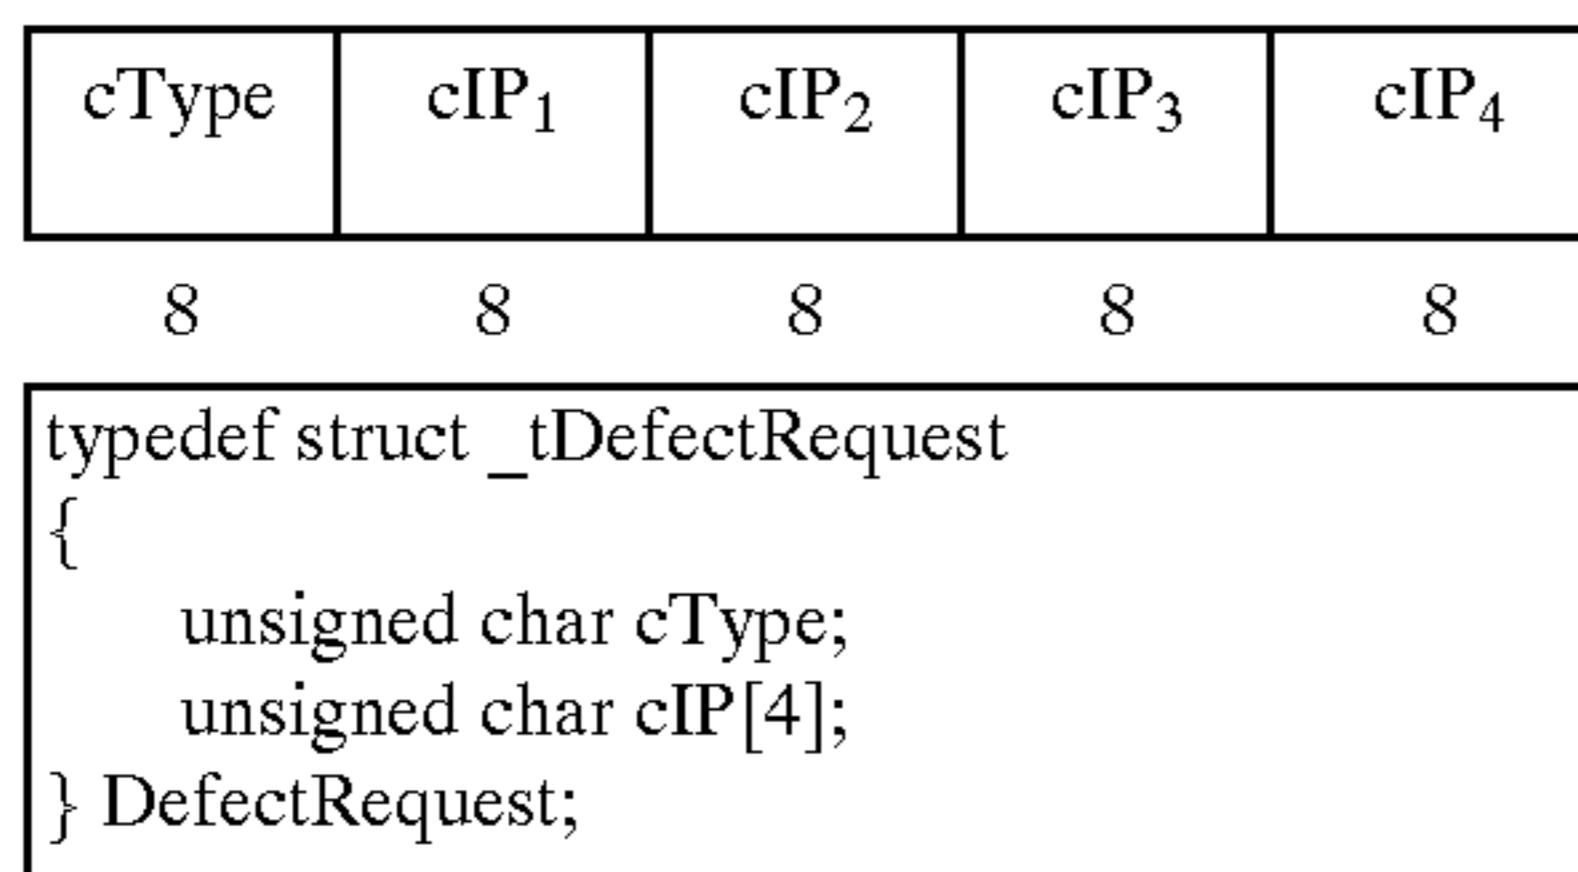 cType cIP₁ cIP₂ cIP₃ cIP₄
8 8 8 8 8
typedef struct _tDefectRequest
{
unsigned char cType;
unsigned char cIP[4];
} DefectRequest;